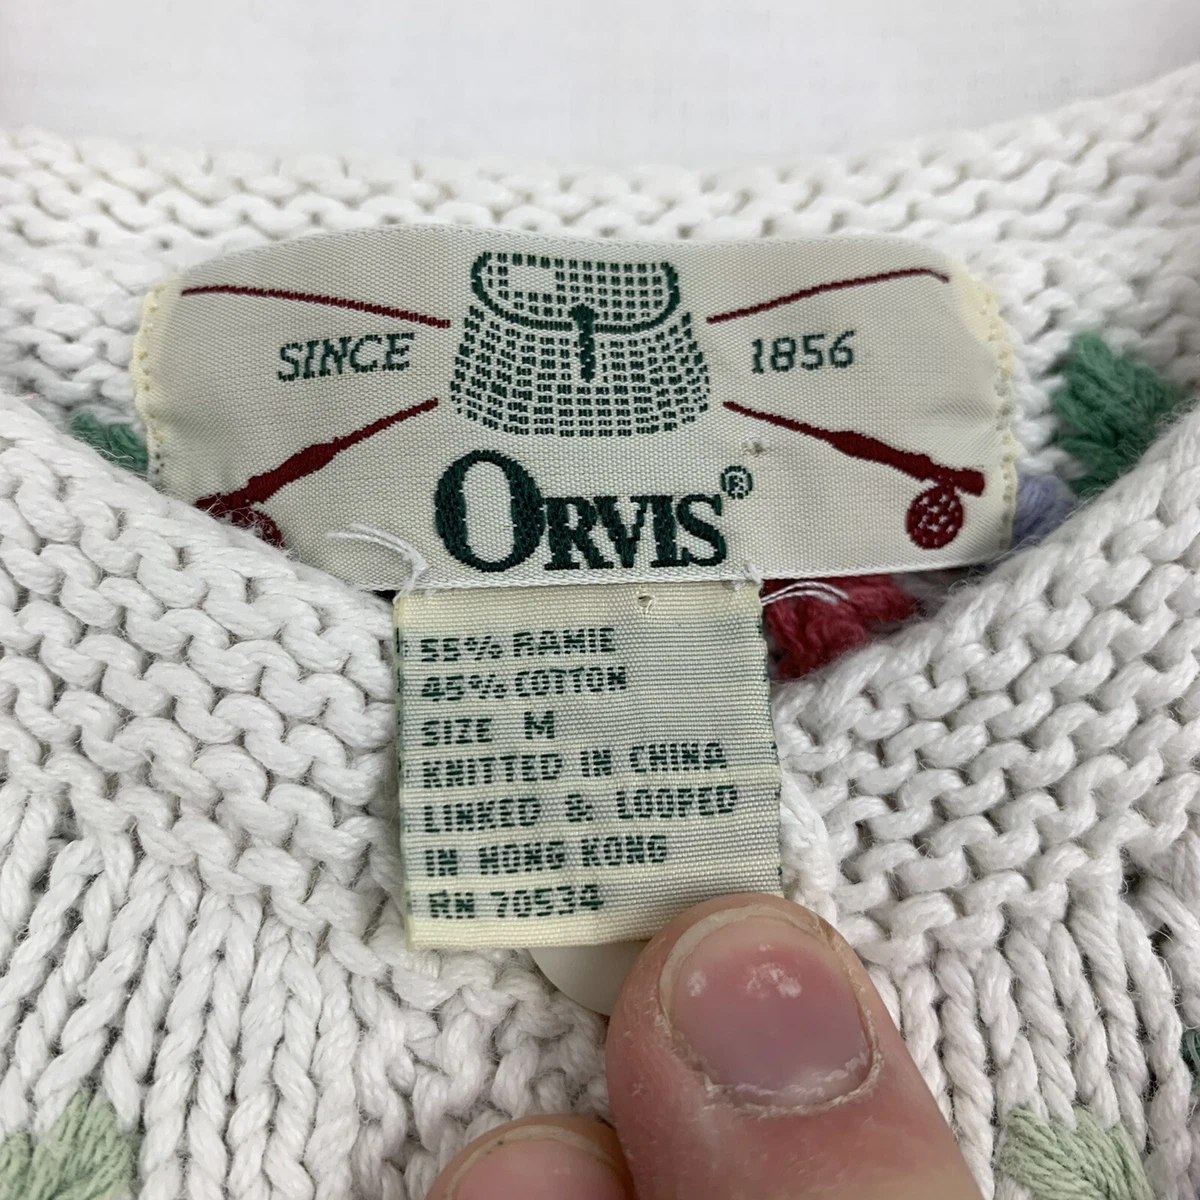 SINCE 1856
ORVIS®
55% RAMIE
45% COTTON
SIZE M
KNITTED IN CHINA
LINKED & LOOPED
IN HONG KONG
RN 70534